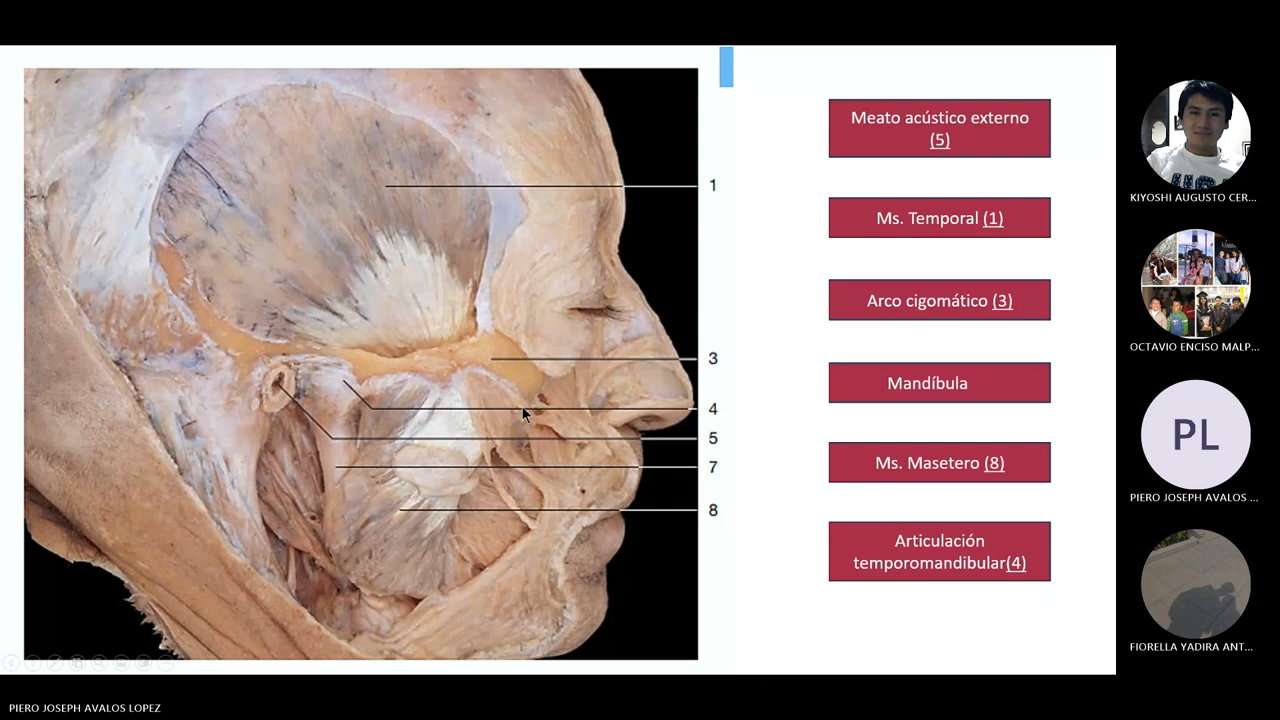 1
3
4
5
7
8
Meato acústico externo
(5)
Ms. Temporal (1)
Arco cigomático (3)
Mandíbula
Ms. Masetero (8)
Articulación
temporomandibular(4)
KIYOSHI AUGUSTO CER...
OCTAVIO ENCISO MALP...
PL
PIERO JOSEPH AVALOS ...
FIORELLA YADIRA ANT...
PIERO JOSEPH AVALOS LOPEZ